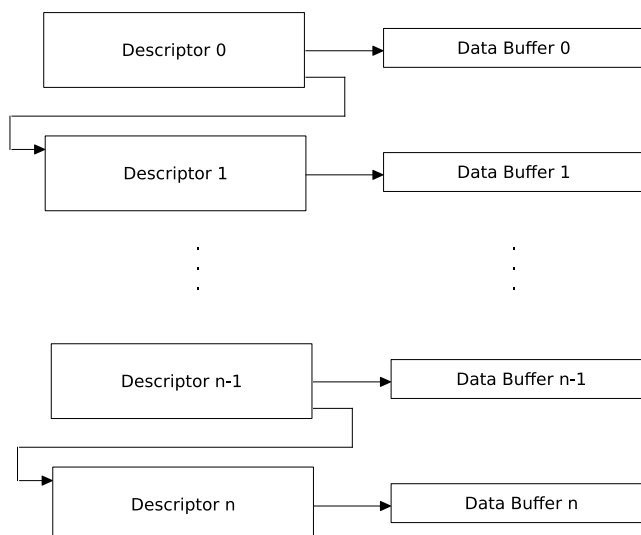 Descriptor 0
Data Buffer 0
Descriptor 1
Data Buffer 1
Descriptor n-1
Data Buffer n-1
Descriptor n
Data Buffer n